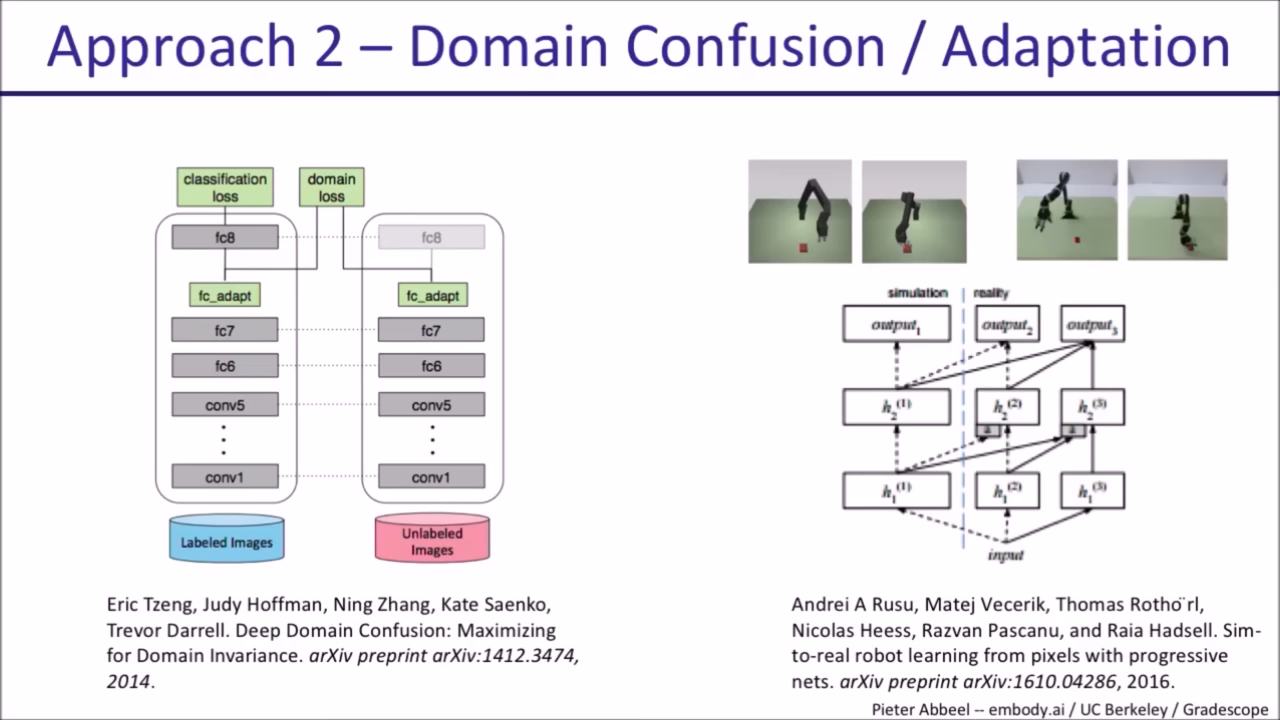 Approach 2 – Domain Confusion / Adaptation
classification
loss
domain
loss
fc8
fc8
fc_adapt
fc_adapt
fc7
fc7
fc6
fc6
conv5
conv5
conv1
conv1
Labeled Images
Unlabeled
Images
Eric Tzeng, Judy Hoffman, Ning Zhang, Kate Saenko,
Trevor Darrell. Deep Domain Confusion: Maximizing
for Domain Invariance. arXiv preprint arXiv:1412.3474,
2014.
simulation reality
output₁ output₂ output₃
h₂⁽¹⁾ h₂⁽²⁾ h₂⁽³⁾
a a
h₁⁽¹⁾ h₁⁽²⁾ h₁⁽³⁾
input
Andrei A Rusu, Matej Vecerik, Thomas Rotho¨rl,
Nicolas Heess, Razvan Pascanu, and Raia Hadsell. Sim-
to-real robot learning from pixels with progressive
nets. arXiv preprint arXiv:1610.04286, 2016.
Pieter Abbeel -- embody.ai / UC Berkeley / Gradescope